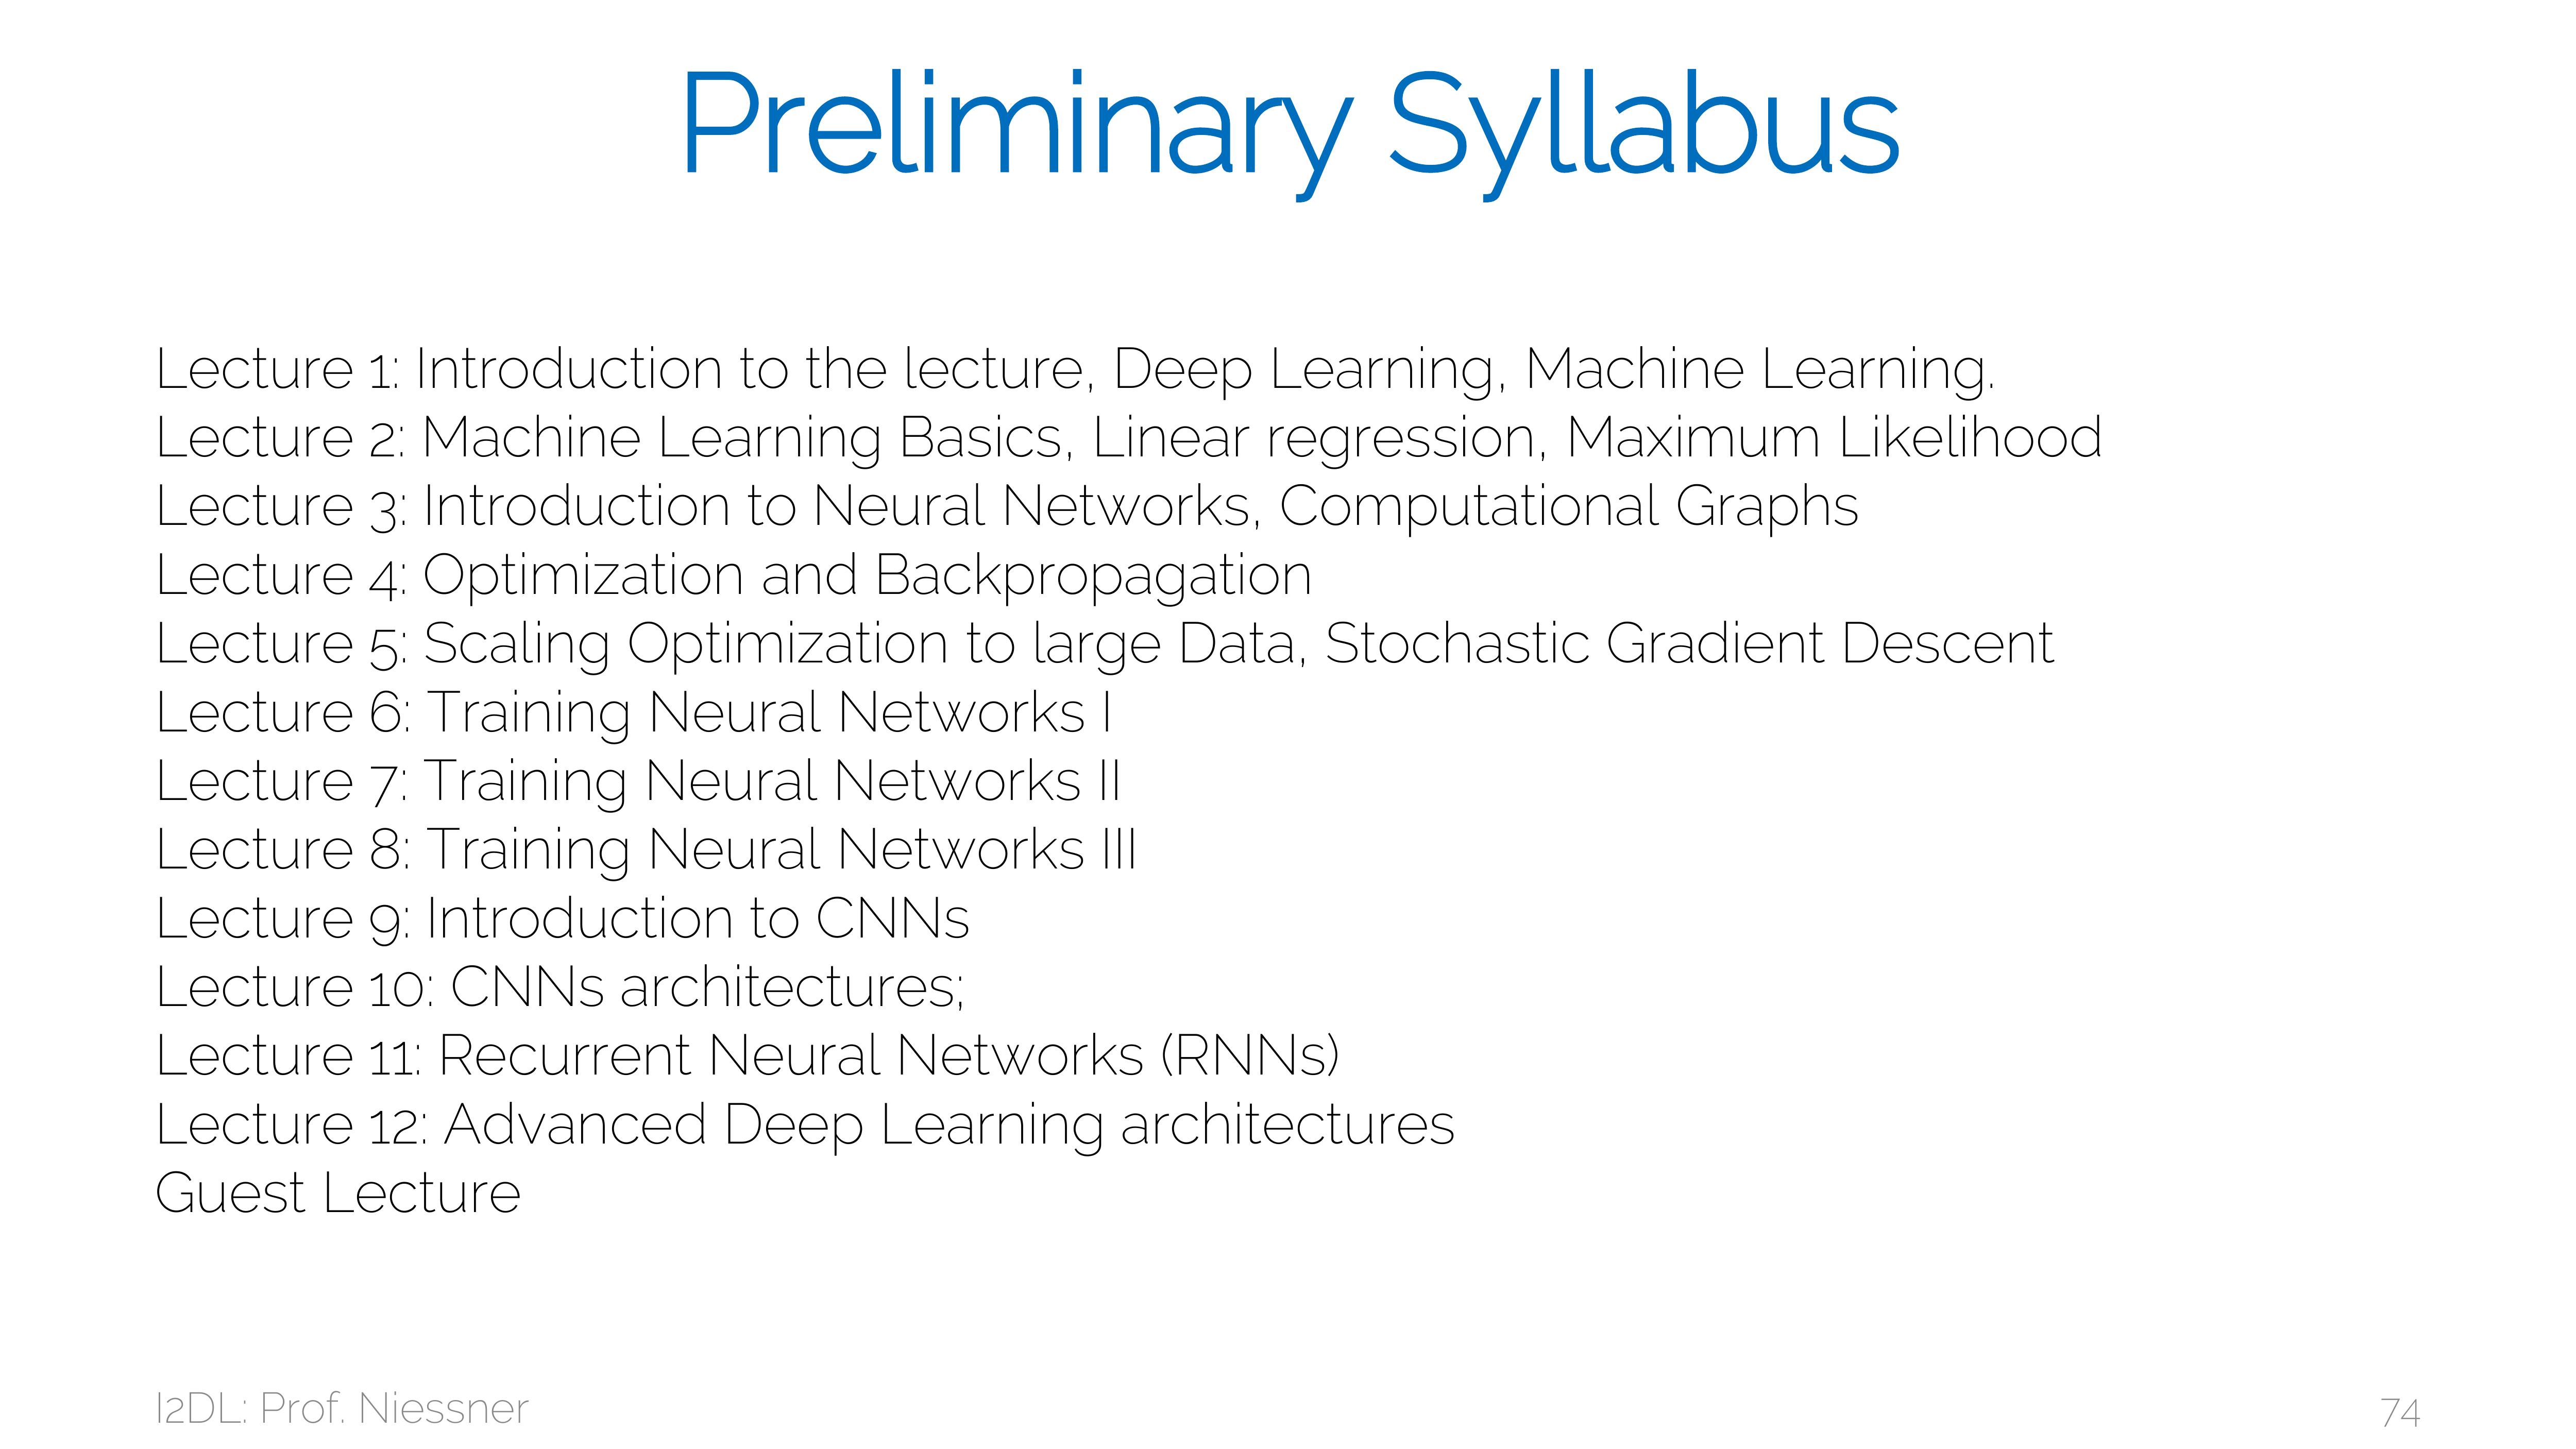 Preliminary Syllabus
Lecture 1: Introduction to the lecture, Deep Learning, Machine Learning.
Lecture 2: Machine Learning Basics, Linear regression, Maximum Likelihood
Lecture 3: Introduction to Neural Networks, Computational Graphs
Lecture 4: Optimization and Backpropagation
Lecture 5: Scaling Optimization to large Data, Stochastic Gradient Descent
Lecture 6: Training Neural Networks I
Lecture 7: Training Neural Networks II
Lecture 8: Training Neural Networks III
Lecture 9: Introduction to CNNs
Lecture 10: CNNs architectures;
Lecture 11: Recurrent Neural Networks (RNNs)
Lecture 12: Advanced Deep Learning architectures
Guest Lecture
I2DL: Prof. Niessner
74